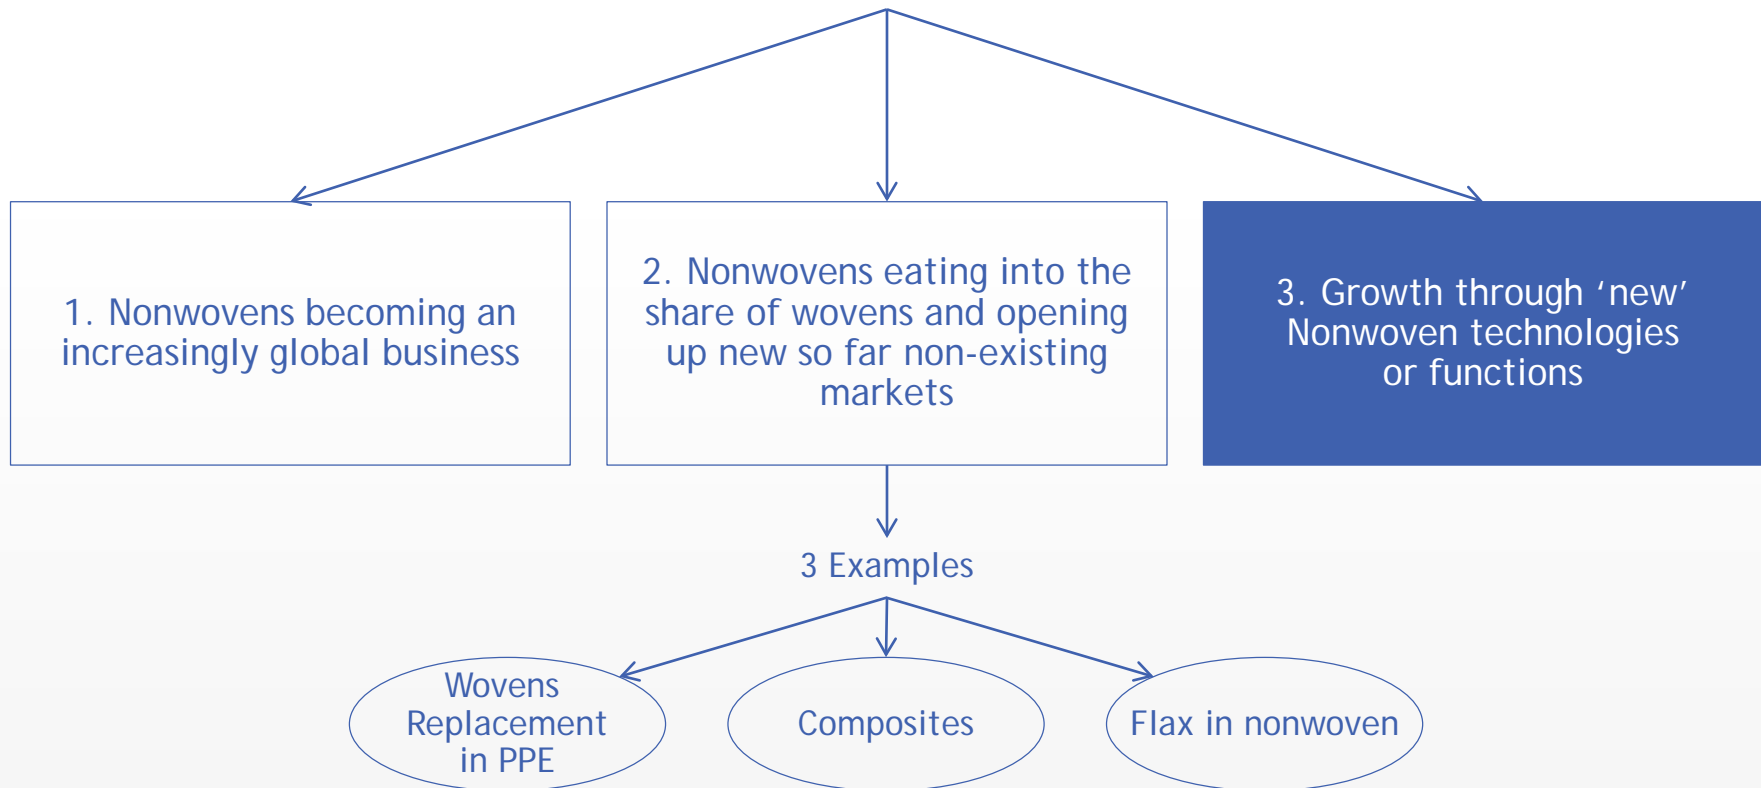 1. Nonwovens becoming an
increasingly global business
2. Nonwovens eating into the
share of wovens and opening
up new so far non-existing
markets
3. Growth through ‘new’
Nonwoven technologies
or functions
3 Examples
Wovens
Replacement
in PPE
Composites
Flax in nonwoven